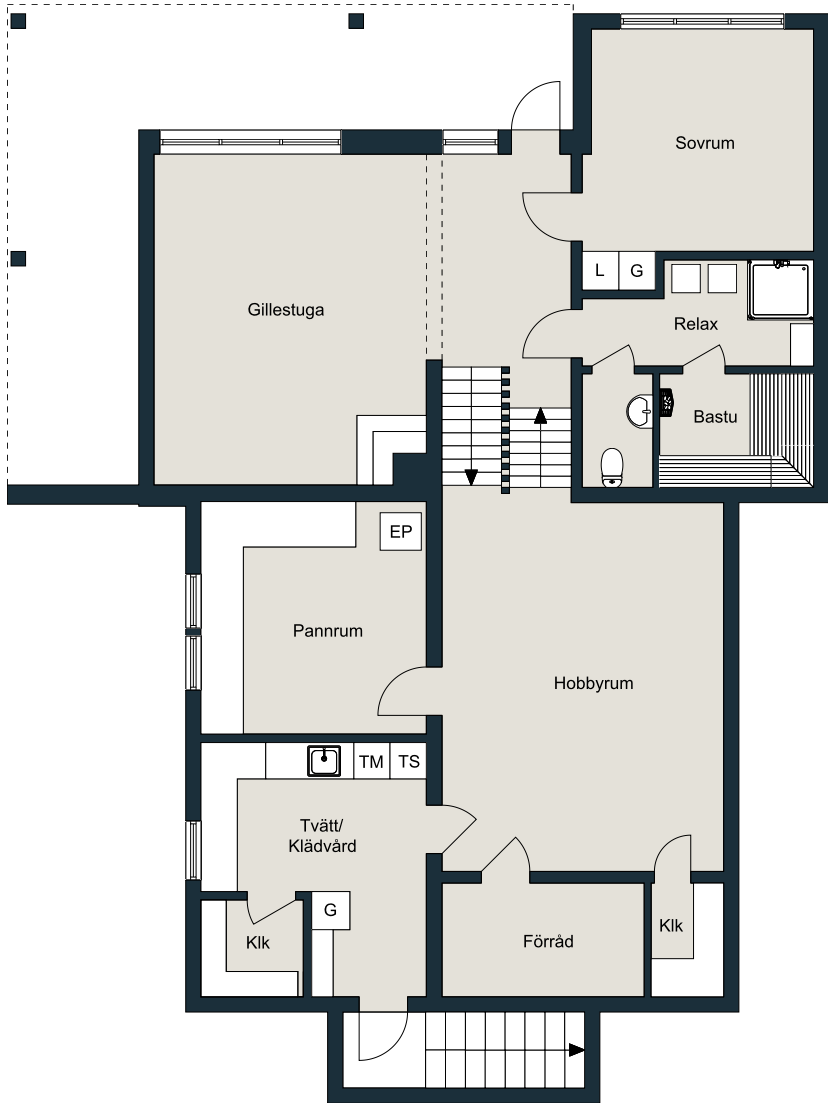 Sovrum
L
G
Gillestuga
Relax
Bastu
EP
Pannrum
Hobbyrum
TM
TS
Tvätt/
Klädvård
G
Klk
Förråd
Klk